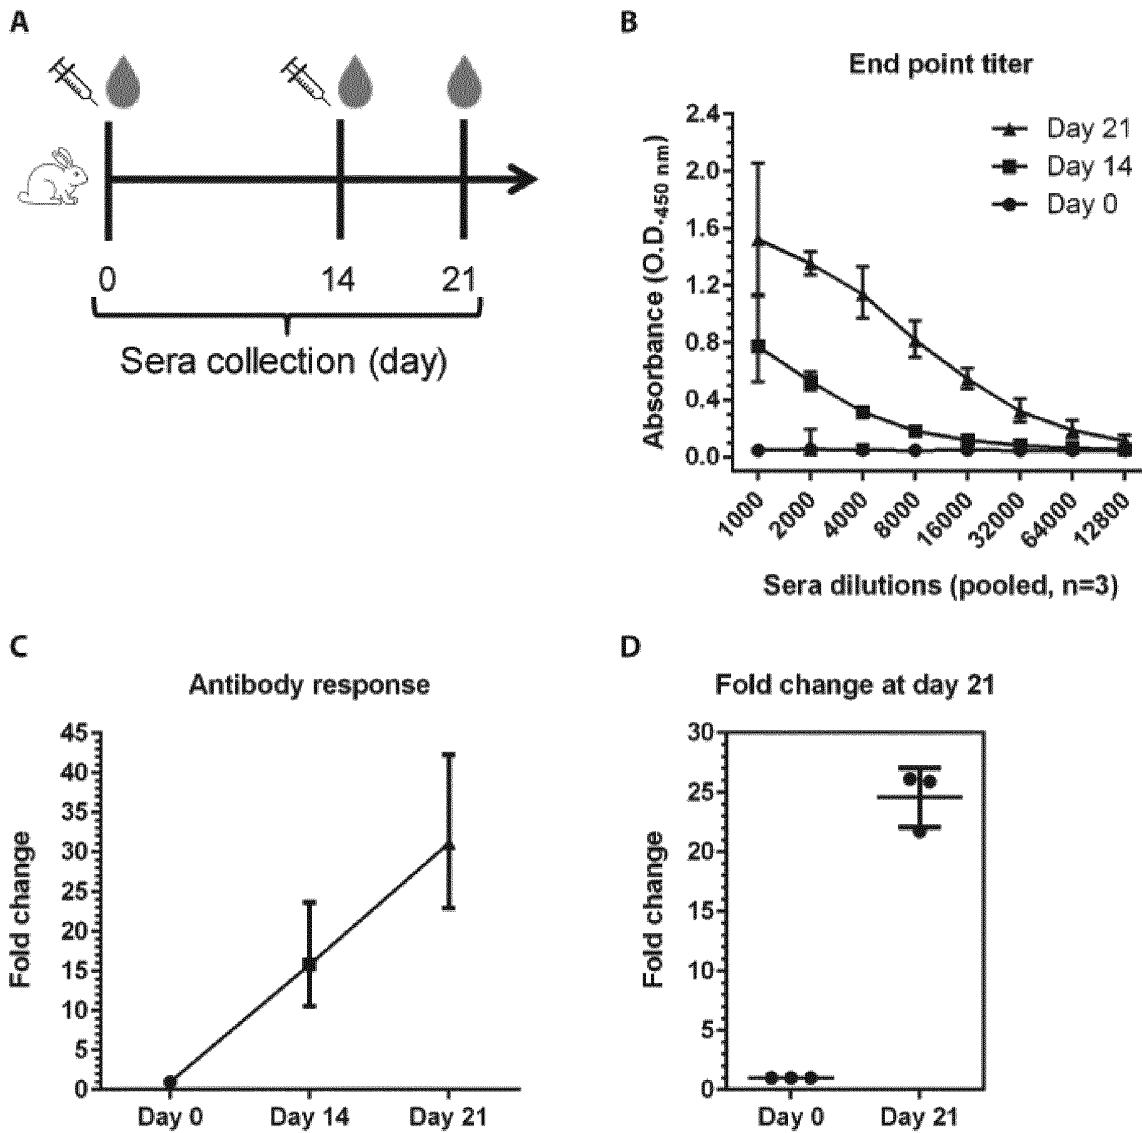 A
0
14
21
Sera collection (day)
B
End point titer
Day 21
Day 14
Day 0
Absorbance (O.D.450 nm)
2.4
2.0
1.6
1.2
0.8
0.4
0.0
1000
2000
4000
8000
16000
32000
64000
12800
Sera dilutions (pooled, n=3)
C
Antibody response
Fold change
45
40
35
30
25
20
15
10
5
0
Day 0
Day 14
Day 21
D
Fold change at day 21
Fold change
30
25
20
15
10
5
0
Day 0
Day 21